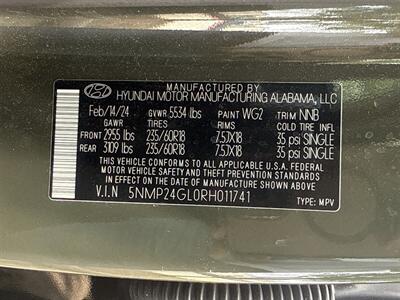 MANUFACTURED BY
HYUNDAI MOTOR MANUFACTURING ALABAMA, LLC
Feb/14/24 GVWR 5534 lbs PAINT WG2 TRIM NNB
GAWR TIRES RIMS COLD TIRE INF.
FRONT 2955 lbs 235/60R18 7.5JX18 35 psi SINGLE
REAR 3109 lbs 235/60R18 7.5JX18 35 psi SINGLE
THIS VEHICLE CONFORMS TO ALL APPLICABLE U.S.A. FEDERAL
MOTOR VEHICLE SAFETY AND THEFT PREVENTION STANDARDS
IN EFFECT ON THE DATE OF MANUFACTURE SHOWN ABOVE.
V.I.N 5NMP24GL0RH011741
TYPE: MPV